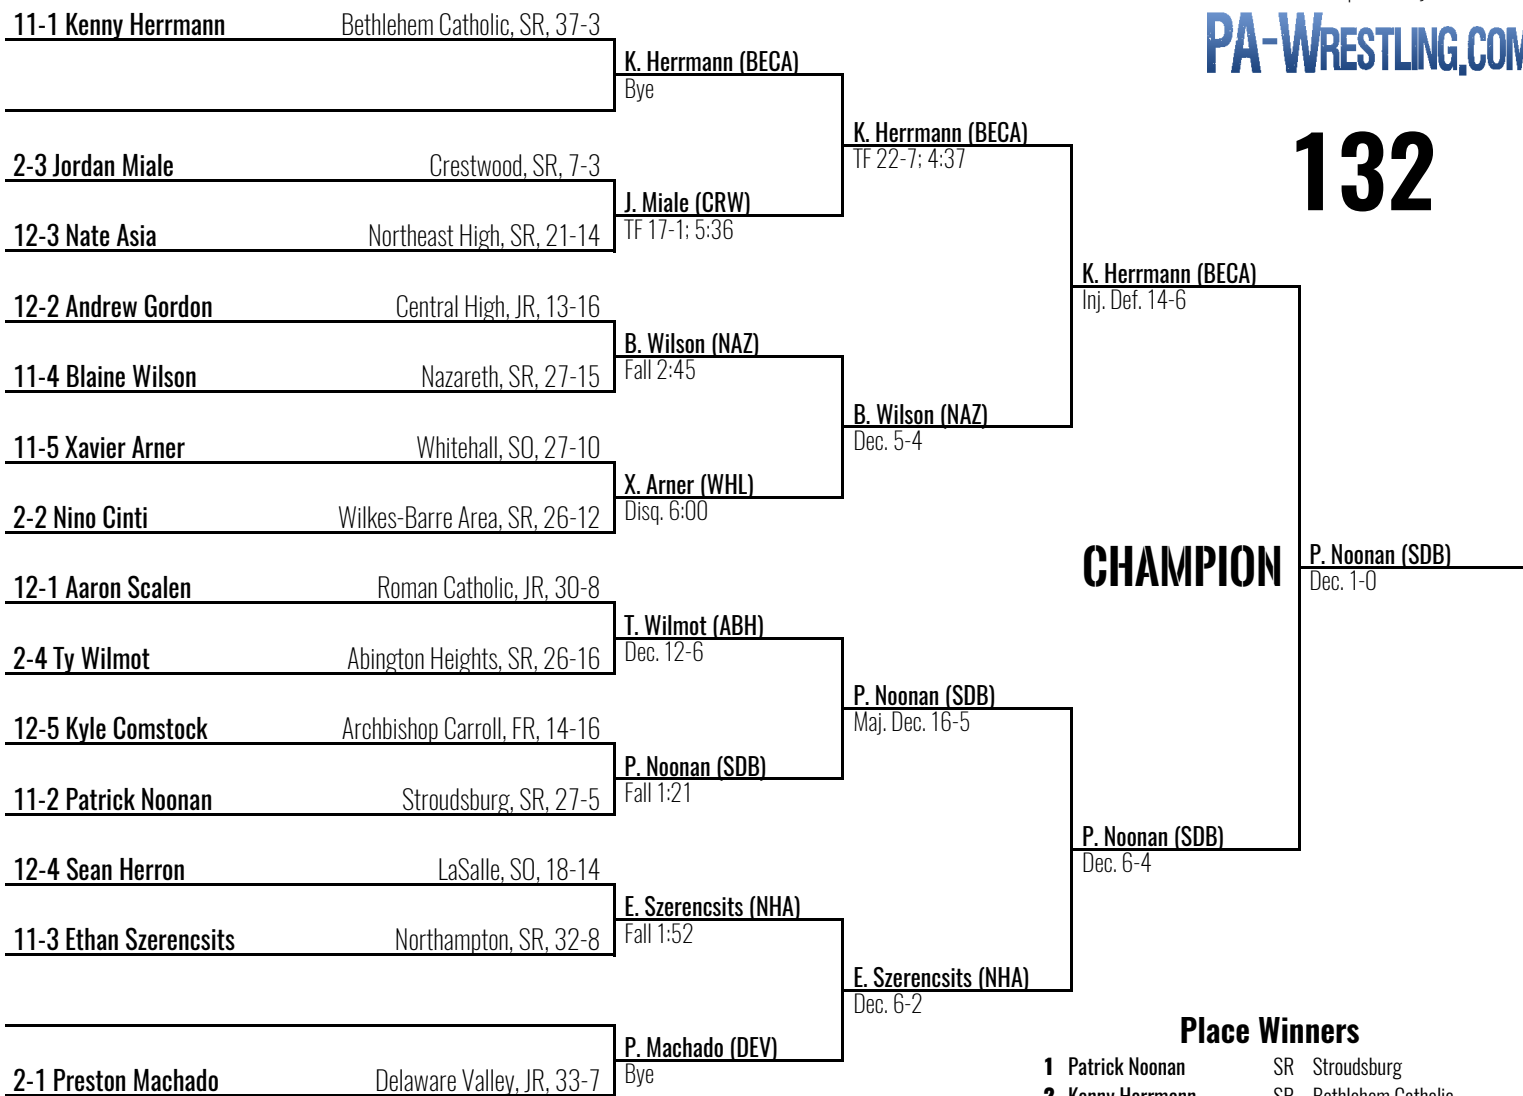 11-1 Kenny Herrmann Bethlehem Catholic, SR, 37-3
K. Herrmann (BECA)
Bye
PA-WRESTLING.COM
K. Herrmann (BECA)
TF 22-7; 4:37
132
2-3 Jordan Miale Crestwood, SR, 7-3
J. Miale (CRW)
TF 17-1; 5:36
12-3 Nate Asia Northeast High, SR, 21-14
K. Herrmann (BECA)
Inj. Def. 14-6
12-2 Andrew Gordon Central High, JR, 13-16
B. Wilson (NAZ)
Fall 2:45
11-4 Blaine Wilson Nazareth, SR, 27-15
B. Wilson (NAZ)
Dec. 5-4
11-5 Xavier Arner Whitehall, SO, 27-10
X. Arner (WHL)
Disq. 6:00
2-2 Nino Cinti Wilkes-Barre Area, SR, 26-12
CHAMPION P. Noonan (SDB)
Dec. 1-0
12-1 Aaron Scalen Roman Catholic, JR, 30-8
T. Wilmot (ABH)
Dec. 12-6
2-4 Ty Wilmot Abington Heights, SR, 26-16
P. Noonan (SDB)
Maj. Dec. 16-5
12-5 Kyle Comstock Archbishop Carroll, FR, 14-16
P. Noonan (SDB)
Fall 1:21
11-2 Patrick Noonan Stroudsburg, SR, 27-5
P. Noonan (SDB)
Dec. 6-4
12-4 Sean Herron LaSalle, SO, 18-14
E. Szerencsits (NHA)
Fall 1:52
11-3 Ethan Szerencsits Northampton, SR, 32-8
E. Szerencsits (NHA)
Dec. 6-2
P. Machado (DEV)
Bye
2-1 Preston Machado Delaware Valley, JR, 33-7
Place Winners
1 Patrick Noonan SR Stroudsburg
2 Kenny Herrmann SR Bethlehem Catholic